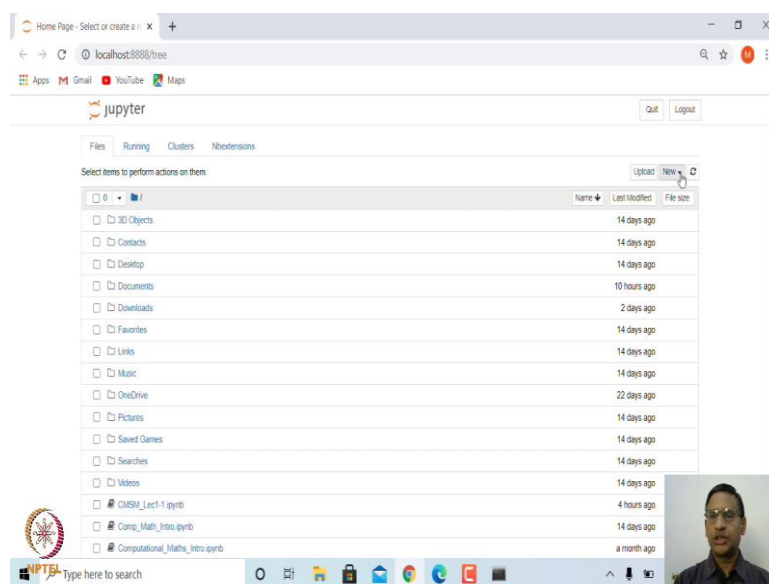 Home Page - Select or create a n
localhost:8888/tree
M
Apps Gmail YouTube Maps
jupyter
Quit Logout
Files Running Clusters Nbextensions
Select items to perform actions on them.
Upload New
0 / Name Last Modified File size
3D Objects 14 days ago
Contacts 14 days ago
Desktop 14 days ago
Documents 10 hours ago
Downloads 2 days ago
Favorites 14 days ago
Links 14 days ago
Music 14 days ago
OneDrive 22 days ago
Pictures 14 days ago
Saved Games 14 days ago
Searches 14 days ago
Videos 14 days ago
CMSM_Lec1-1.ipynb 4 hours ago
Comp_Math_Intro.ipynb 14 days ago
Computational_Maths_Intro.ipynb a month ago
NPTEL
Type here to search